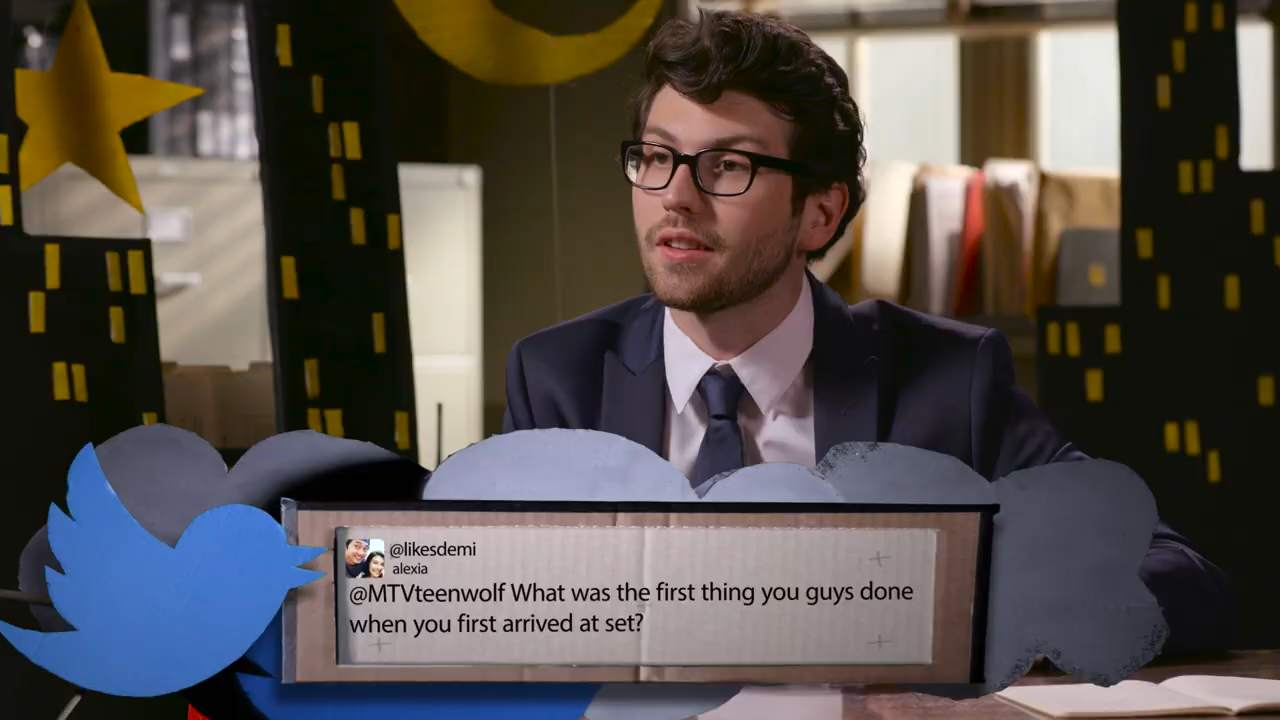 @likesdemi
alexia
@MTVteenwolf What was the first thing you guys done
when you first arrived at set?